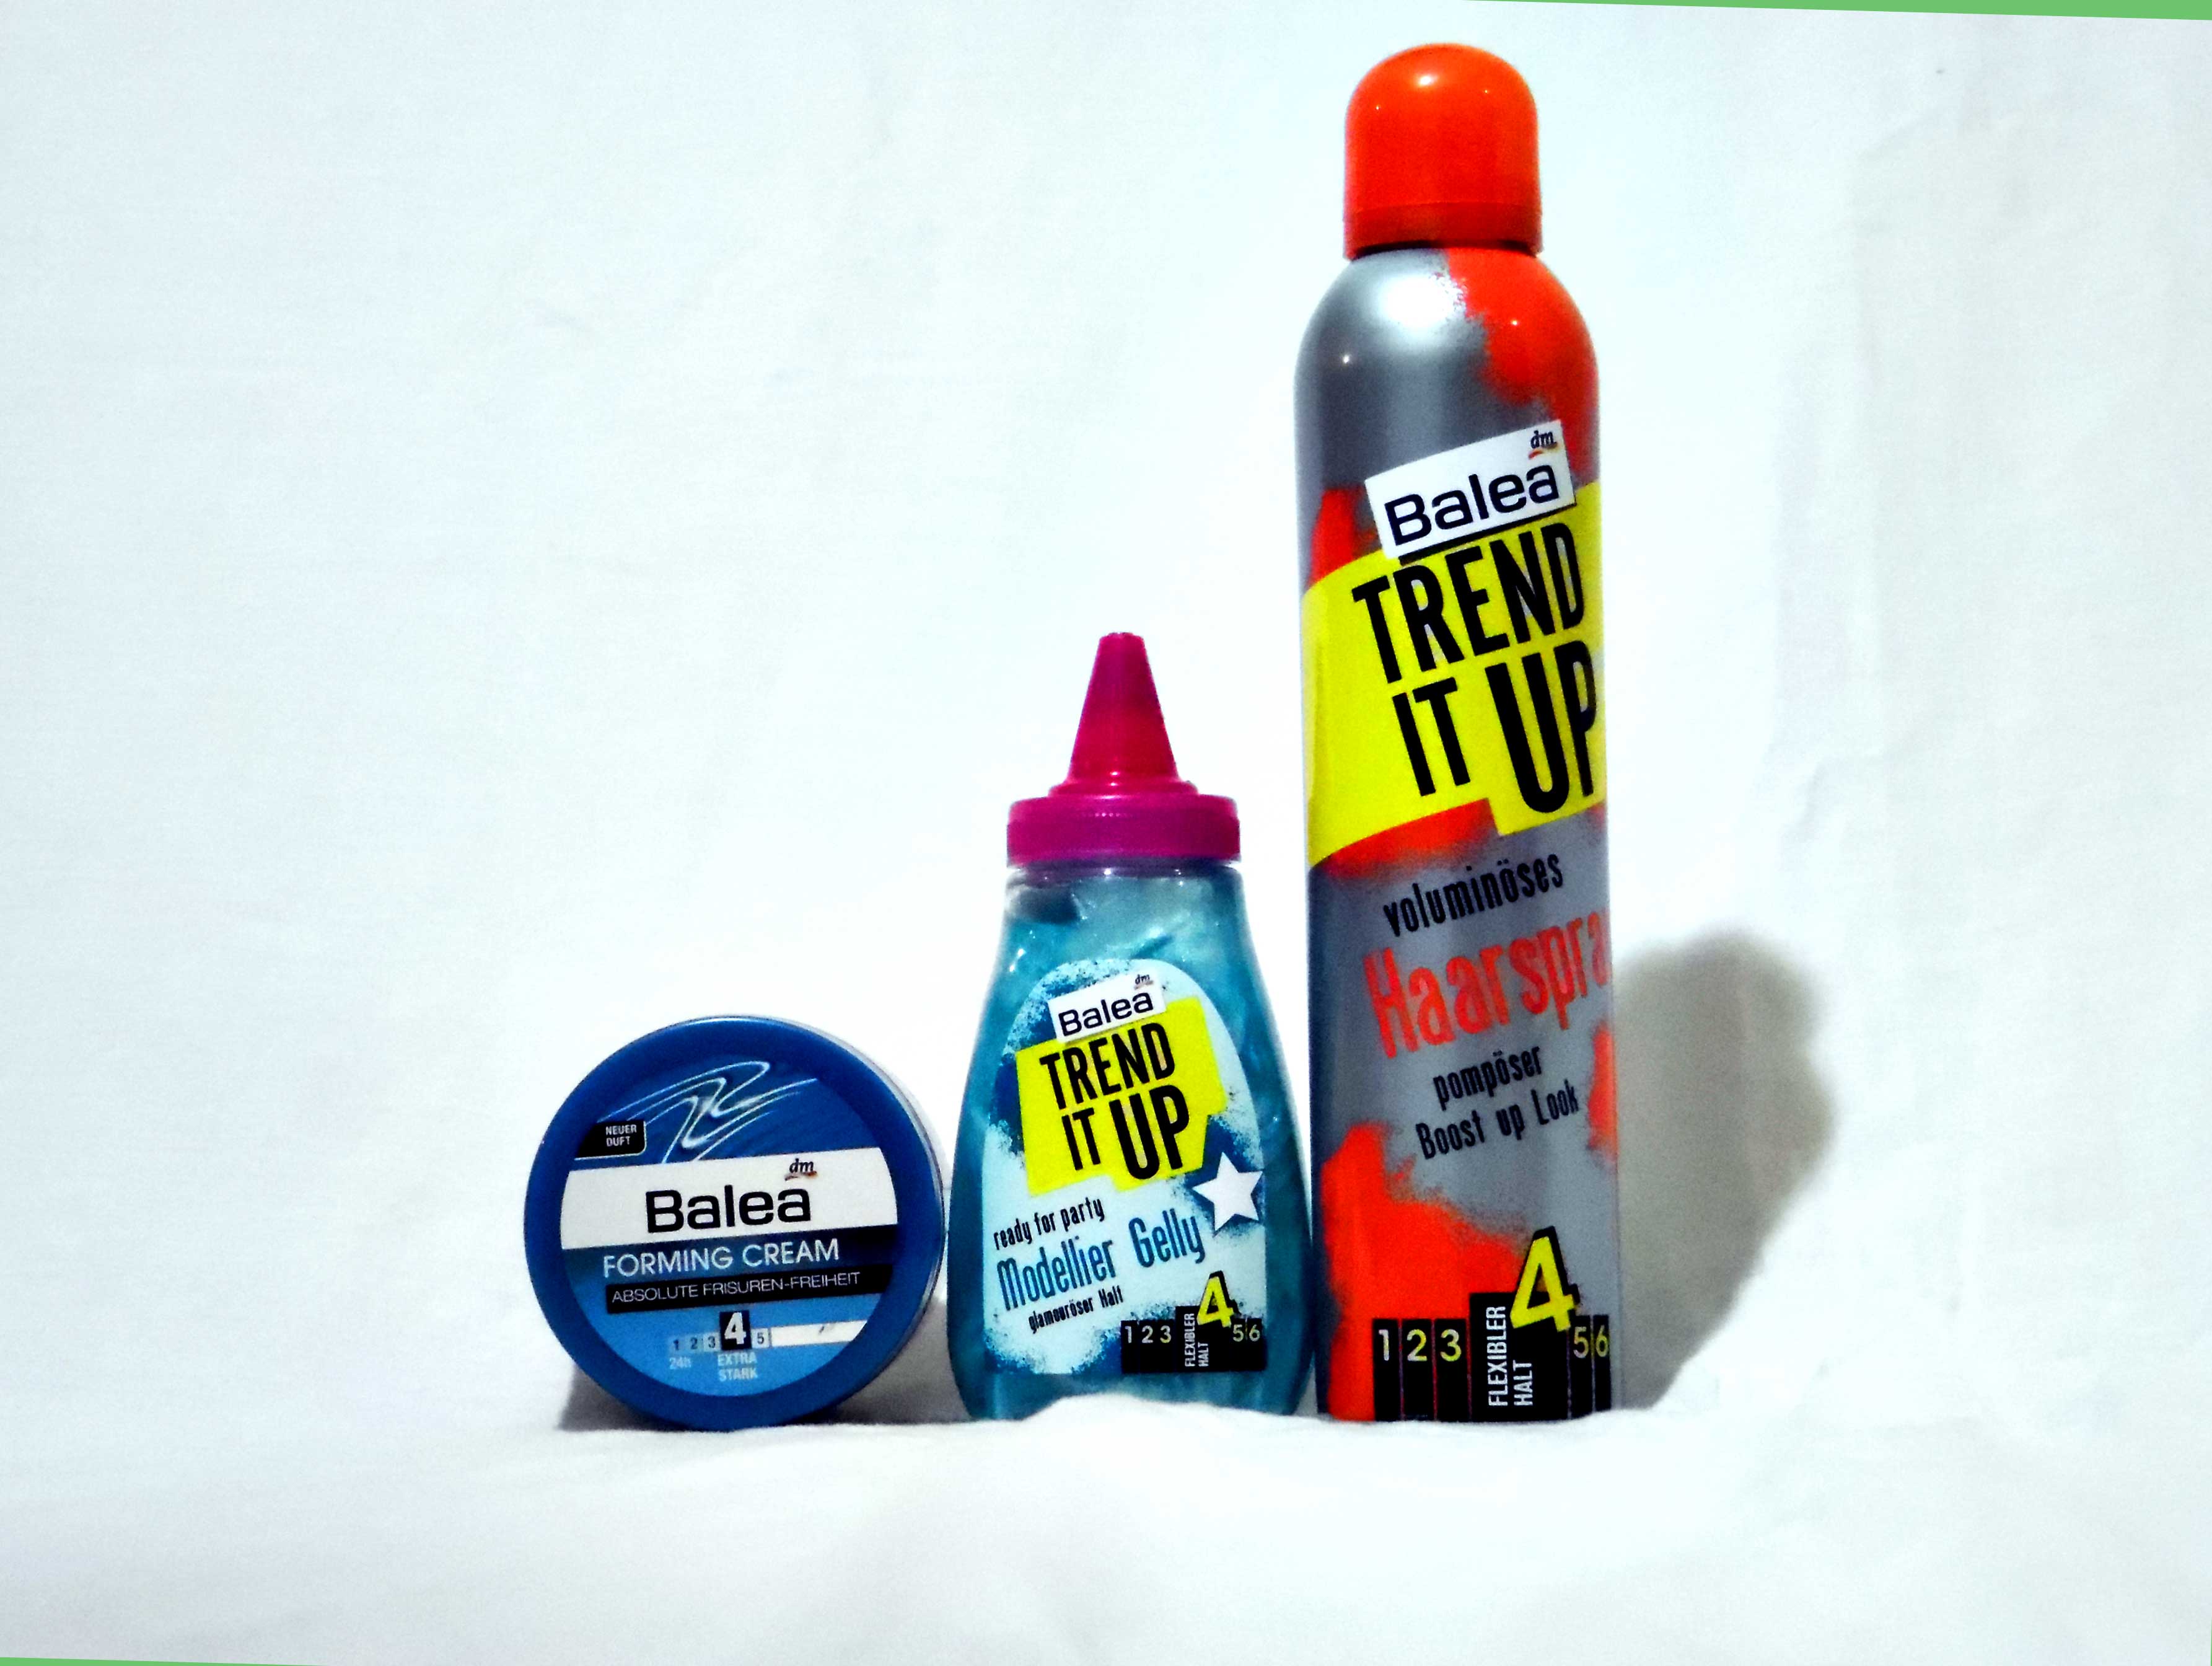 NEUER
DUFT
dm
Balea
FORMING CREAM
ABSOLUTE FRISUREN-FREIHEIT
1 2 3 4 5
24h EXTRA
STARK
dm
Balea
TREND
IT UP
ready for party
Modellier Gelly
glamouröser Halt
1 2 3 FLEXIBLER HALT 4 5 6
dm
Balea
TREND
IT UP
voluminöses
Haarspra
pompöser
Boost up Look
1 2 3 FLEXIBLER HALT 4 5 6